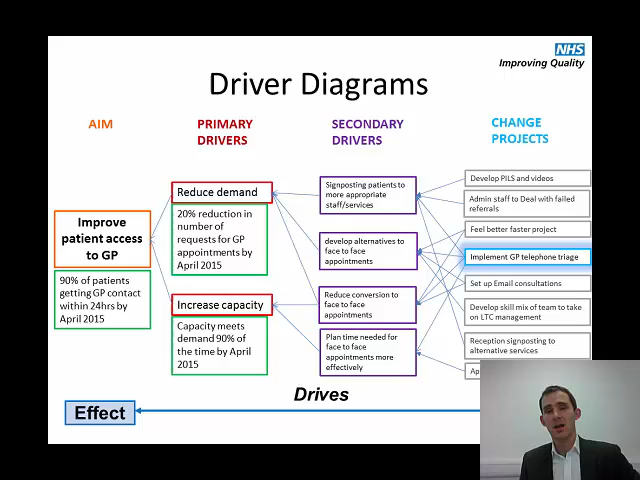 NHS
Improving Quality
Driver Diagrams
AIM
PRIMARY
DRIVERS
SECONDARY
DRIVERS
CHANGE
PROJECTS
Improve
patient access
to GP
90% of patients
getting GP contact
within 24hrs by
April 2015
Reduce demand
20% reduction in
number of
requests for GP
appointments by
April 2015
Increase capacity
Capacity meets
demand 90% of
the time by April
2015
Signposting patients to
more appropriate
staff/services
develop alternatives to
face to face
appointments
Reduce conversion to
face to face
appointments
Plan time needed for
face to face
appointments more
effectively
Develop PILS and videos
Admin staff to Deal with failed
referrals
Feel better faster project
Implement GP telephone triage
Set up Email consultations
Develop skill mix of team to take
on LTC management
Reception signposting to
alternative services
Drives
Effect